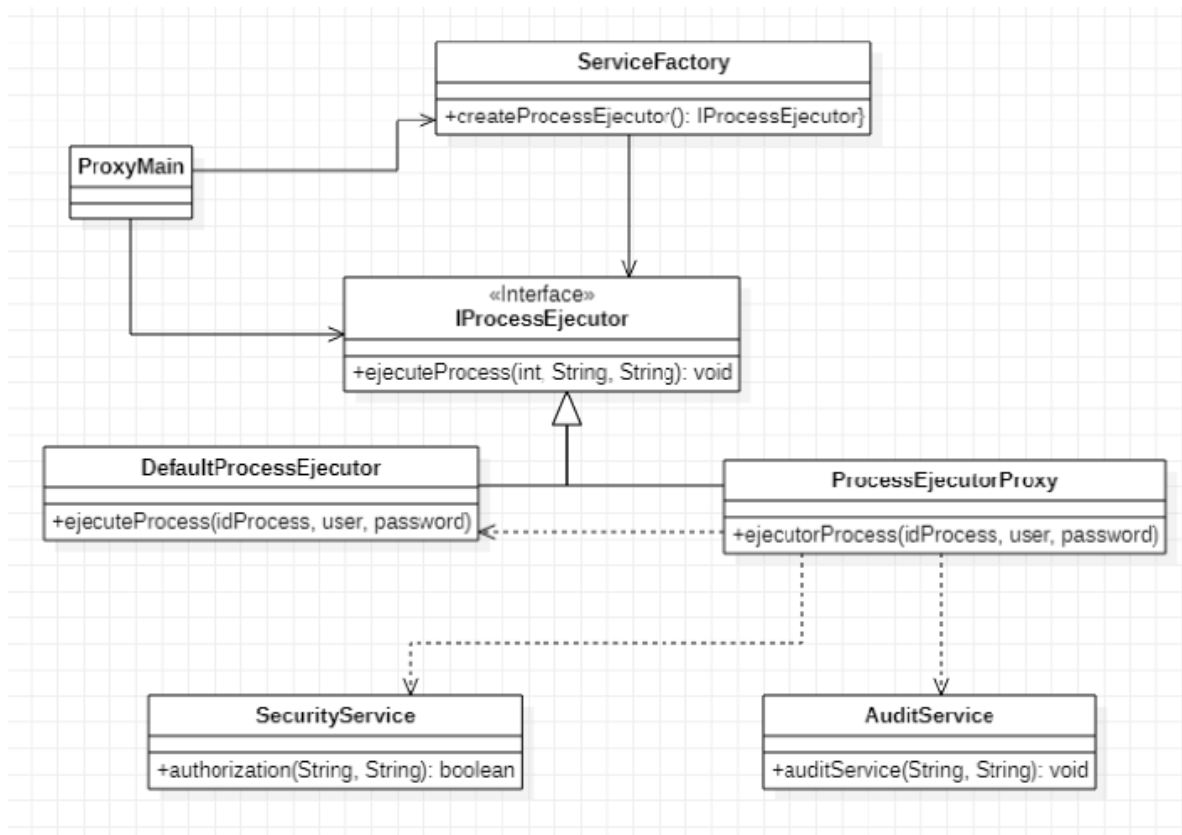 ServiceFactory
+createProcessEjecutor(): IProcessEjecutor}
ProxyMain
«Interface»
IProcessEjecutor
+ejecuteProcess(int, String, String): void
DefaultProcessEjecutor
+ejecuteProcess(idProcess, user, password)
ProcessEjecutorProxy
+ejecutorProcess(idProcess, user, password)
SecurityService
+authorization(String, String): boolean
AuditService
+auditService(String, String): void